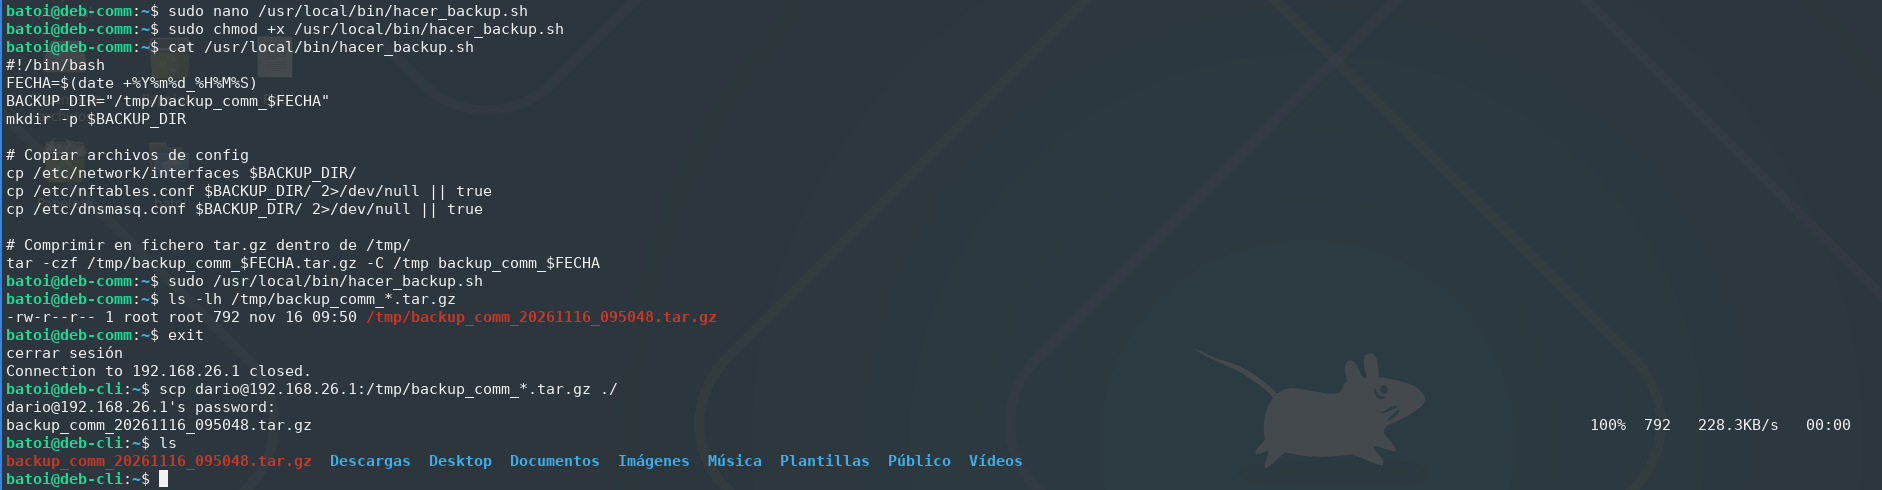 batoi@deb-comm:~$ sudo nano /usr/local/bin/hacer_backup.sh
batoi@deb-comm:~$ sudo chmod +x /usr/local/bin/hacer_backup.sh
batoi@deb-comm:~$ cat /usr/local/bin/hacer_backup.sh
#!/bin/bash
FECHA=$(date +%Y%m%d_%H%M%S)
BACKUP_DIR="/tmp/backup_comm_$FECHA"
mkdir -p $BACKUP_DIR

# Copiar archivos de config
cp /etc/network/interfaces $BACKUP_DIR/
cp /etc/nftables.conf $BACKUP_DIR/ 2>/dev/null || true
cp /etc/dnsmasq.conf $BACKUP_DIR/ 2>/dev/null || true

# Comprimir en fichero tar.gz dentro de /tmp/
tar -czf /tmp/backup_comm_$FECHA.tar.gz -C /tmp backup_comm_$FECHA
batoi@deb-comm:~$ sudo /usr/local/bin/hacer_backup.sh
batoi@deb-comm:~$ ls -lh /tmp/backup_comm_*.tar.gz
-rw-r--r-- 1 root root 792 nov 16 09:50 /tmp/backup_comm_20261116_095048.tar.gz
batoi@deb-comm:~$ exit
cerrar sesión
Connection to 192.168.26.1 closed.
batoi@deb-cli:~$ scp dario@192.168.26.1:/tmp/backup_comm_*.tar.gz ./
dario@192.168.26.1's password:
backup_comm_20261116_095048.tar.gz 100% 792 228.3KB/s 00:00
batoi@deb-cli:~$ ls
backup_comm_20261116_095048.tar.gz Descargas Desktop Documentos Imágenes Música Plantillas Público Vídeos
batoi@deb-cli:~$